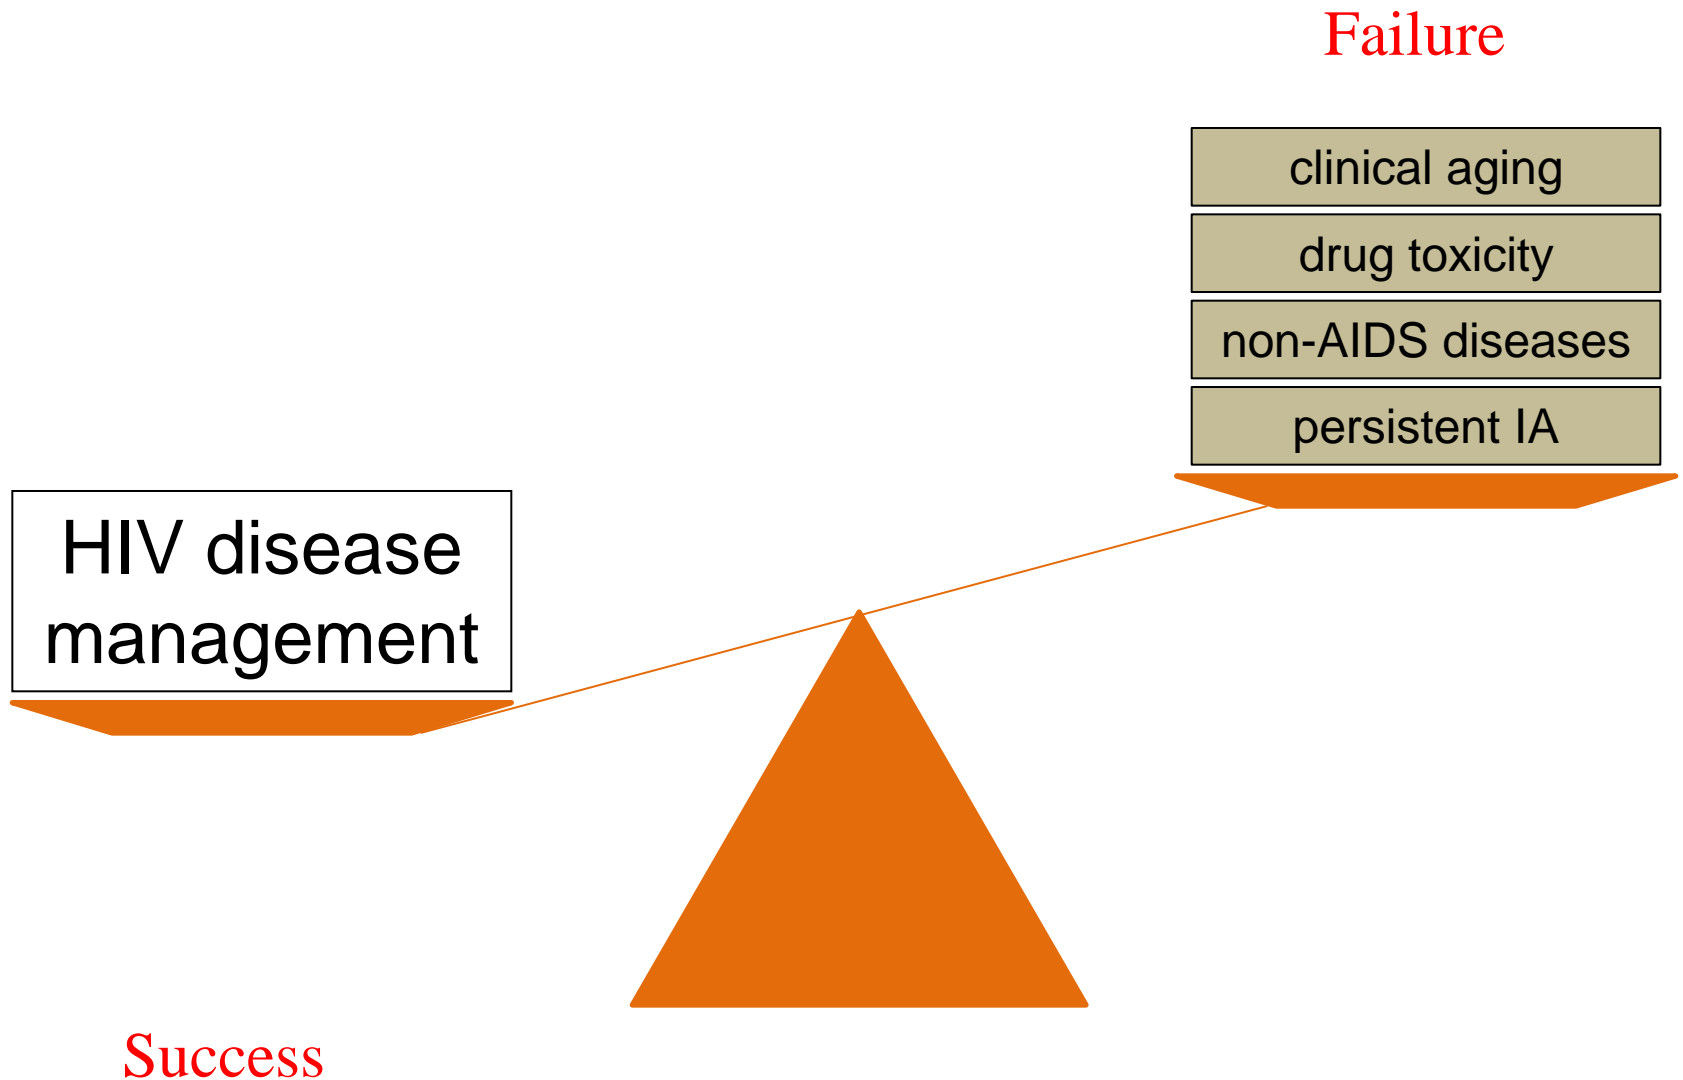 Failure
clinical aging
drug toxicity
non-AIDS diseases
persistent IA
HIV disease
management
Success